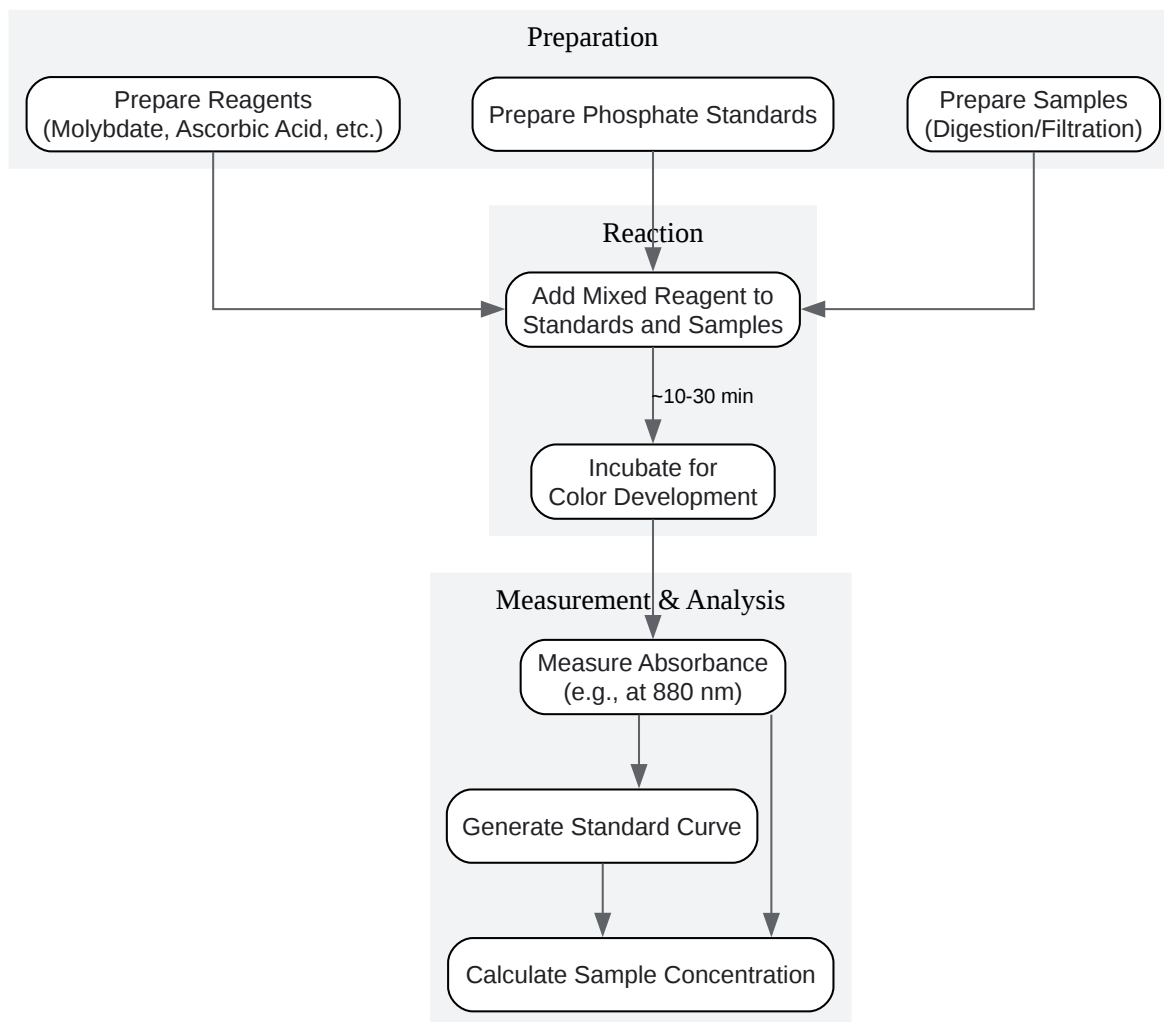 Preparation
Prepare Reagents
(Molybdate, Ascorbic Acid, etc.)
Prepare Phosphate Standards
Prepare Samples
(Digestion/Filtration)
Reaction
Add Mixed Reagent to
Standards and Samples
~10-30 min
Incubate for
Color Development
Measurement & Analysis
Measure Absorbance
(e.g., at 880 nm)
Generate Standard Curve
Calculate Sample Concentration